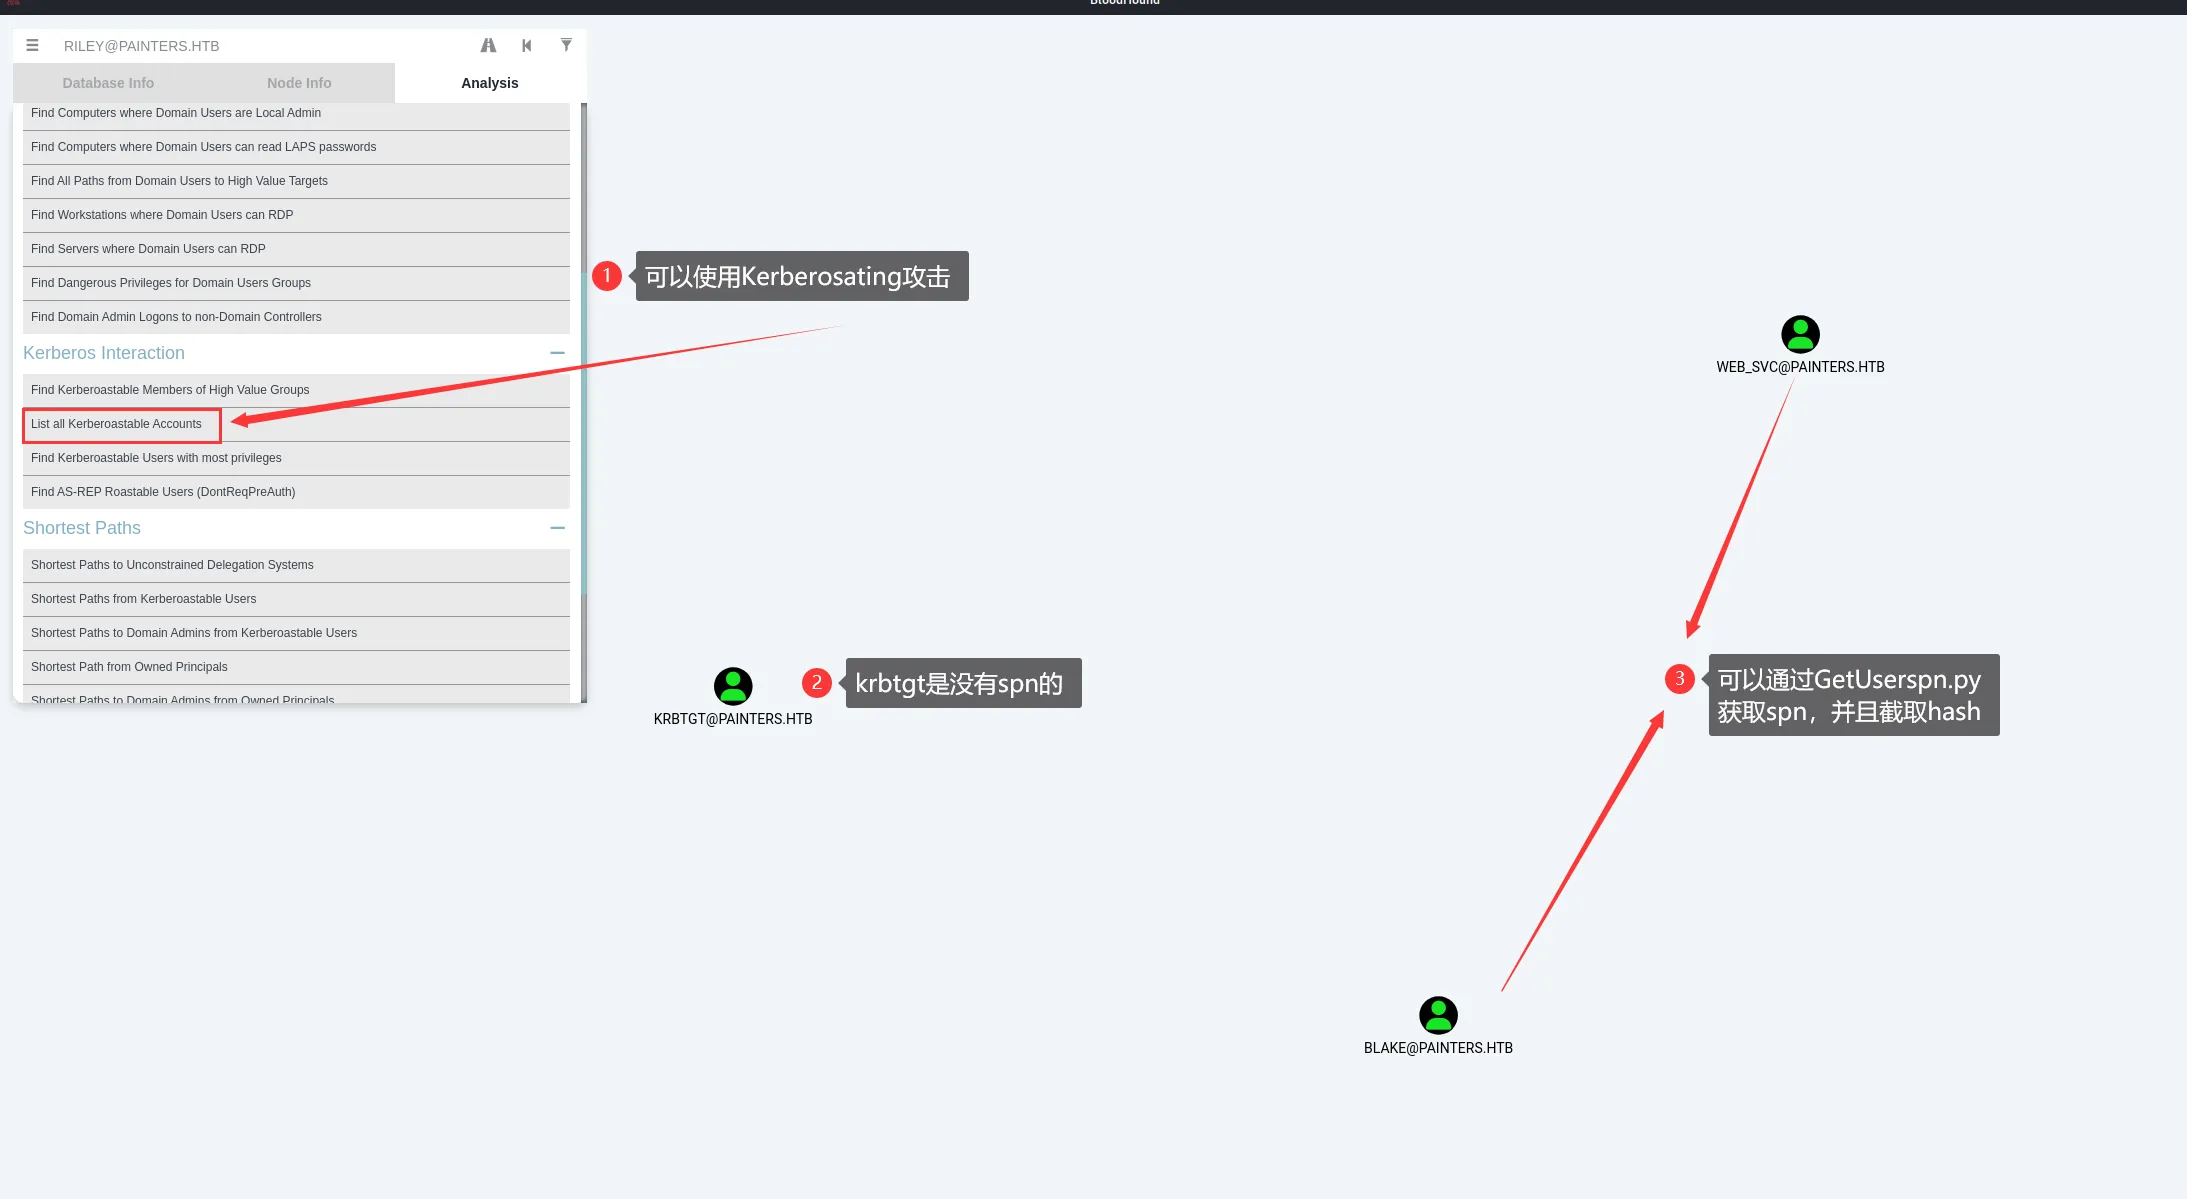 BloodHound
RILEY@PAINTERS.HTB
Database Info
Node Info
Analysis
Find Computers where Domain Users are Local Admin
Find Computers where Domain Users can read LAPS passwords
Find All Paths from Domain Users to High Value Targets
Find Workstations where Domain Users can RDP
Find Servers where Domain Users can RDP
Find Dangerous Privileges for Domain Users Groups
Find Domain Admin Logons to non-Domain Controllers
Kerberos Interaction
Find Kerberoastable Members of High Value Groups
List all Kerberoastable Accounts
Find Kerberoastable Users with most privileges
Find AS-REP Roastable Users (DontReqPreAuth)
Shortest Paths
Shortest Paths to Unconstrained Delegation Systems
Shortest Paths from Kerberoastable Users
Shortest Paths to Domain Admins from Kerberoastable Users
Shortest Path from Owned Principals
Shortest Paths to Domain Admins from Owned Principals
1 可以使用Kerberosating攻击
KRBTGT@PAINTERS.HTB
2 krbtgt是没有spn的
WEB_SVC@PAINTERS.HTB
3 可以通过GetUserspn.py
获取spn，并且截取hash
BLAKE@PAINTERS.HTB